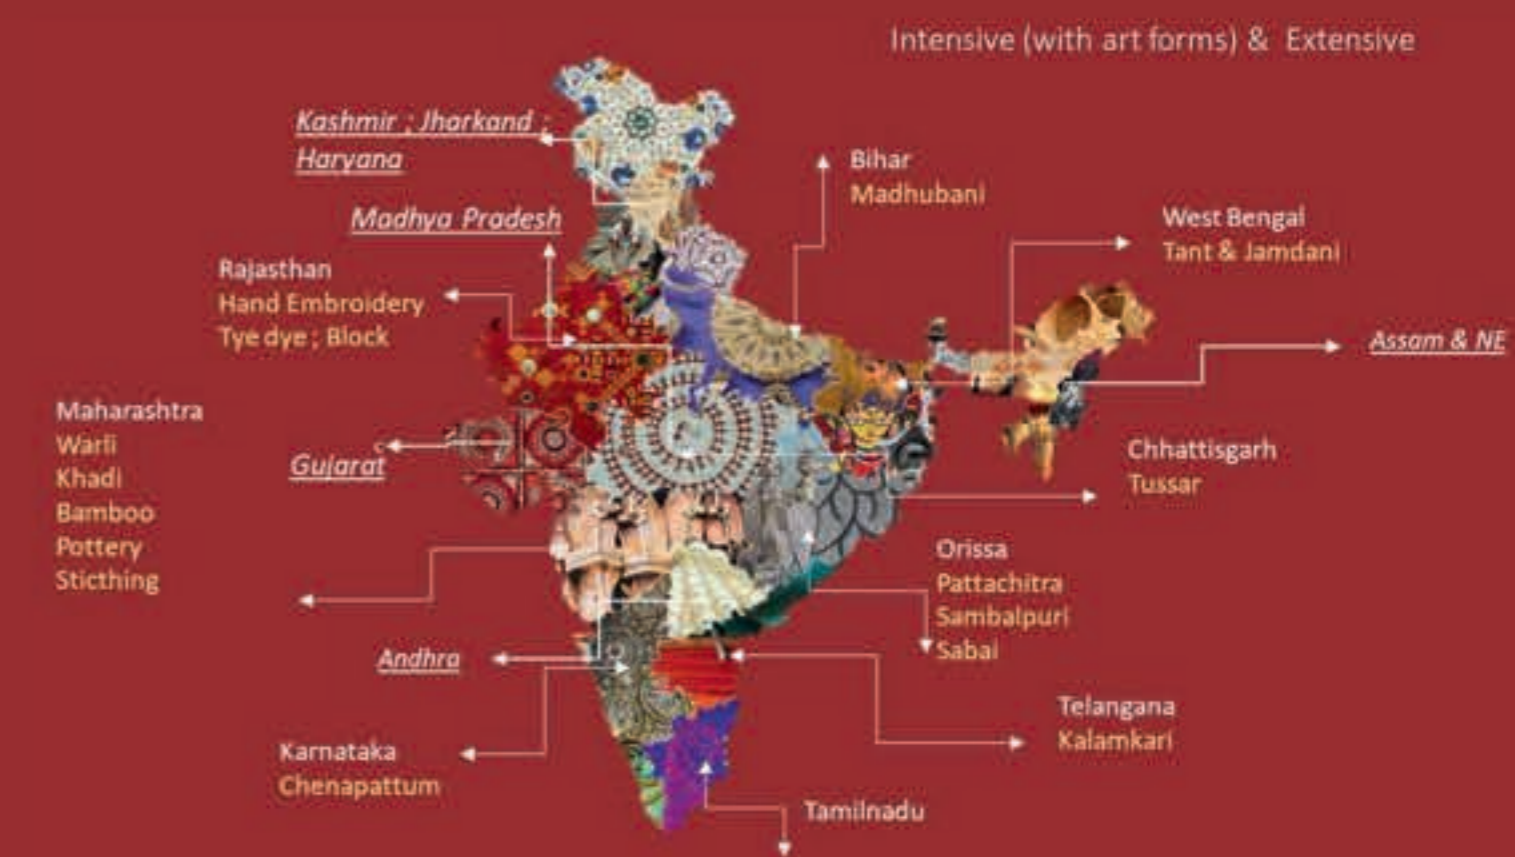 Intensive (with art forms) & Extensive
Kashmir ; Jharkand ;
Haryana
Bihar
Madhubani
Madhya Pradesh
West Bengal
Tant & Jamdani
Rajasthan
Hand Embroidery
Tye dye ; Block
Assam & NE
Maharashtra
Warli
Khadi
Bamboo
Pottery
Sticthing
Gujarat
Chhattisgarh
Tussar
Orissa
Pattachitra
Sambalpuri
Sabai
Andhra
Telangana
Kalamkari
Karnataka
Chenapattum
Tamilnadu